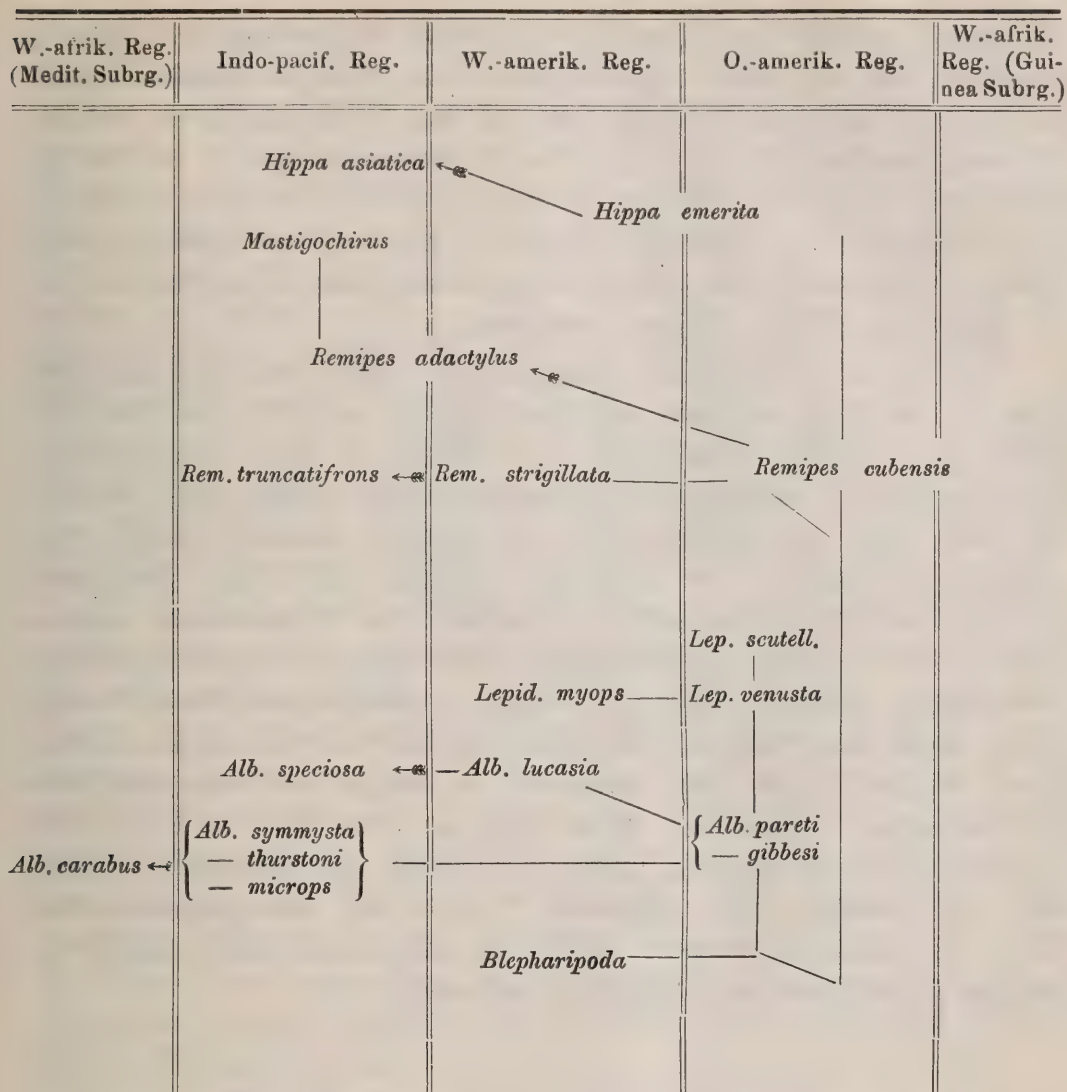 W.-afrik. Reg. (Medit. Subrg.)
Indo-pacif. Reg.
W.-amerik. Reg.
O.-amerik. Reg.
W.-afrik. Reg. (Guinea Subrg.)
Hippa asiatica
Hippa emerita
Mastigochirus
Remipes adactylus
Rem. truncatifrons
Rem. strigillata
Remipes cubensis
Lep. scutell.
Lepid. myops
Lep. venusta
Alb. speciosa
Alb. lucasia
Alb. carabus
Alb. symmysta
— thurstoni
— microps
Alb. pareti
— gibbesi
Blepharipoda